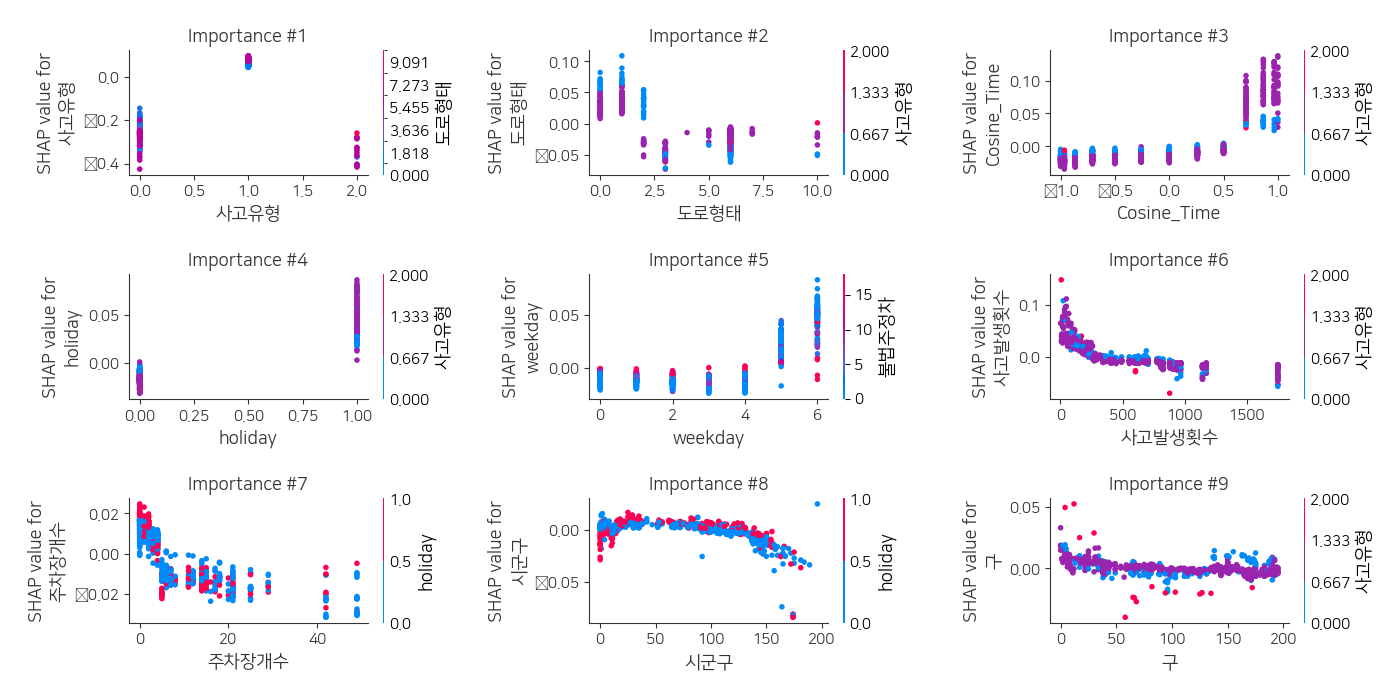 Importance #1
SHAP value for
사고유형
0.0
☒0.2
☒0.4
0.0
0.5
1.0
1.5
2.0
사고유형
9.091
7.273
5.455
3.636
1.818
0.000
도로형태
Importance #2
SHAP value for
도로형태
0.10
0.05
0.00
☒0.05
0.0
2.5
5.0
7.5
10.0
도로형태
2.000
1.333
0.667
0.000
사고유형
Importance #3
SHAP value for
Cosine_Time
0.10
0.05
0.00
☒1.0
☒0.5
0.0
0.5
1.0
Cosine_Time
2.000
1.333
0.667
0.000
사고유형
Importance #4
SHAP value for
holiday
0.05
0.00
0.00
0.25
0.50
0.75
1.00
holiday
2.000
1.333
0.667
0.000
사고유형
Importance #5
SHAP value for
weekday
0.05
0.00
0
2
4
6
weekday
15
10
5
0
불법주정차
Importance #6
SHAP value for
사고발생횟수
0.1
0.0
0
500
1000
1500
사고발생횟수
2.000
1.333
0.667
0.000
사고유형
Importance #7
SHAP value for
주차장개수
0.02
0.00
☒0.02
0
20
40
주차장개수
1.0
0.5
0.0
holiday
Importance #8
SHAP value for
시군구
0.00
☒0.05
0
50
100
150
200
시군구
1.0
0.5
0.0
holiday
Importance #9
SHAP value for
구
0.05
0.00
0
50
100
150
200
구
2.000
1.333
0.667
0.000
사고유형